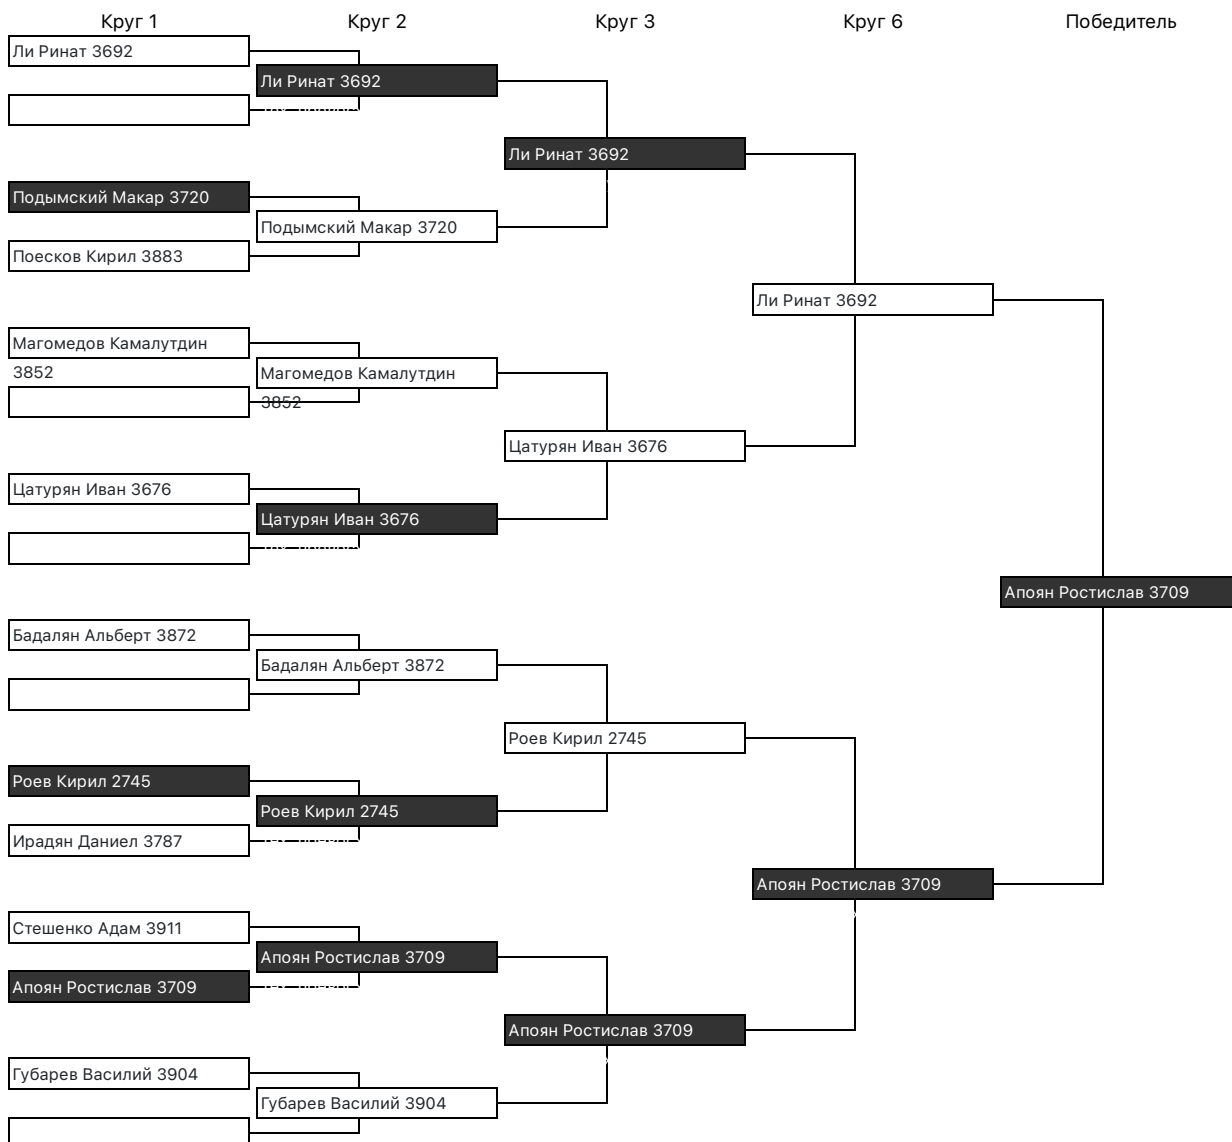 Круг 1
Круг 2
Круг 3
Круг 6
Победитель
Ли Ринат 3692
Ли Ринат 3692
Ли Ринат 3692
Подымский Макар 3720
Подымский Макар 3720
Поесков Кирил 3883
Ли Ринат 3692
Магомедов Камалутдин
3852
Магомедов Камалутдин
3852
Цатурян Иван 3676
Цатурян Иван 3676
Цатурян Иван 3676
Апоян Ростислав 3709
Бадалян Альберт 3872
Бадалян Альберт 3872
Роев Кирил 2745
Роев Кирил 2745
Роев Кирил 2745
Ирадян Даниел 3787
Апоян Ростислав 3709
Стешенко Адам 3911
Апоян Ростислав 3709
Апоян Ростислав 3709
Апоян Ростислав 3709
Губарев Василий 3904
Губарев Василий 3904